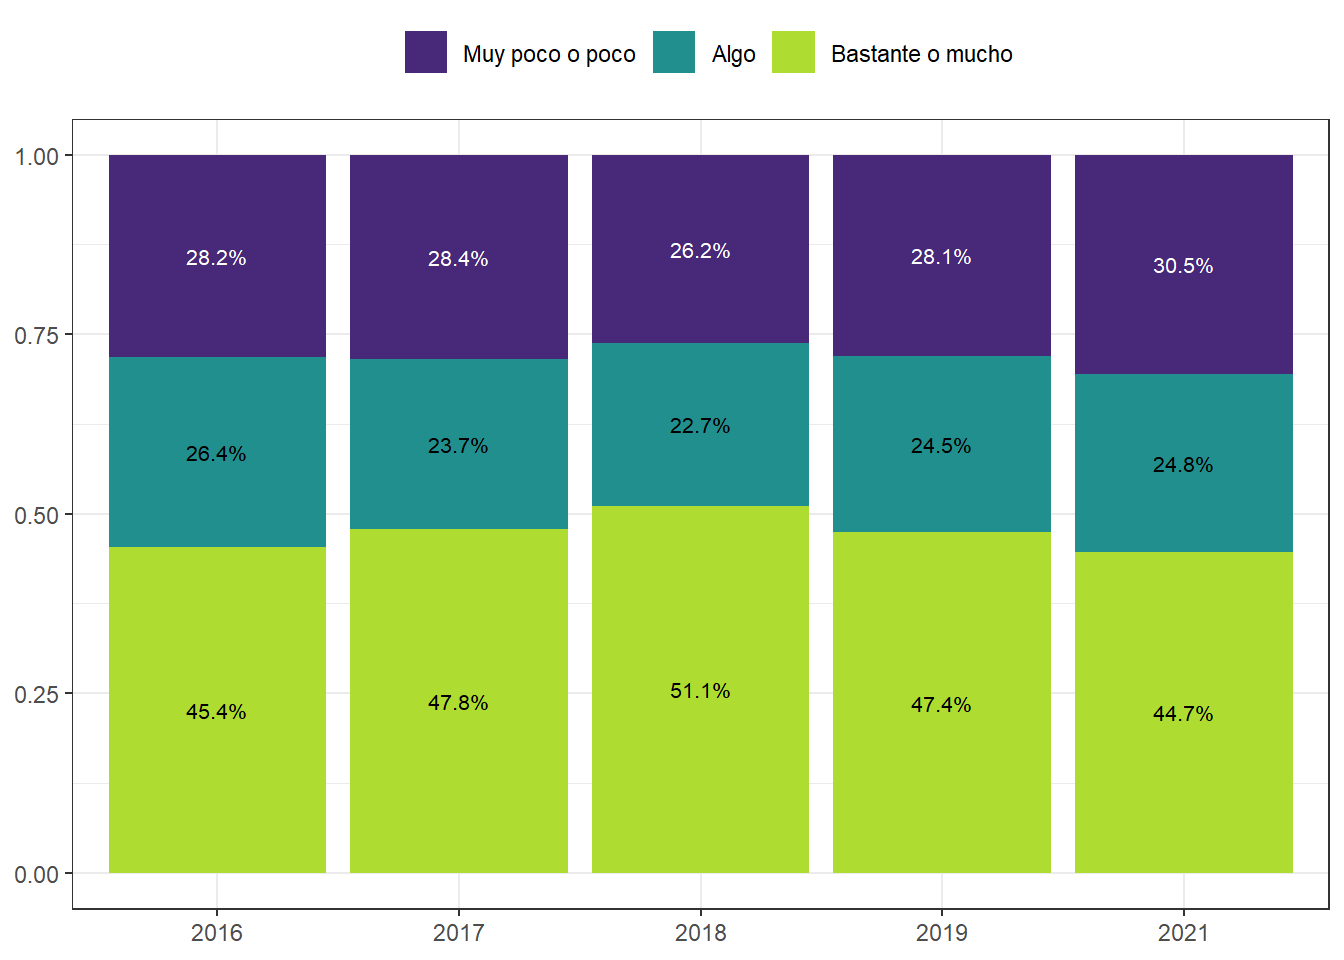 Muy poco o poco Algo Bastante o mucho
1.00
0.75
0.50
0.25
0.00
28.2% 28.4% 26.2% 28.1% 30.5%
26.4% 23.7% 22.7% 24.5% 24.8%
45.4% 47.8% 51.1% 47.4% 44.7%
2016 2017 2018 2019 2021